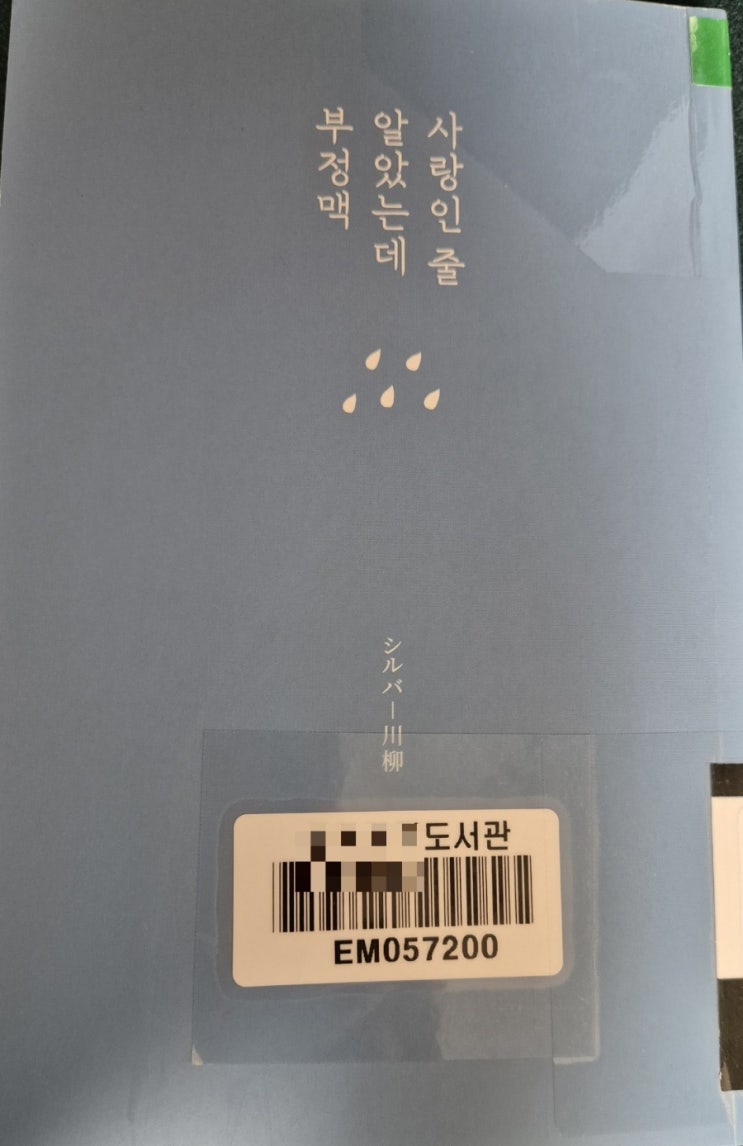 사랑인 줄
알았는데
부정맥
シルバー川柳
도서관
EM057200